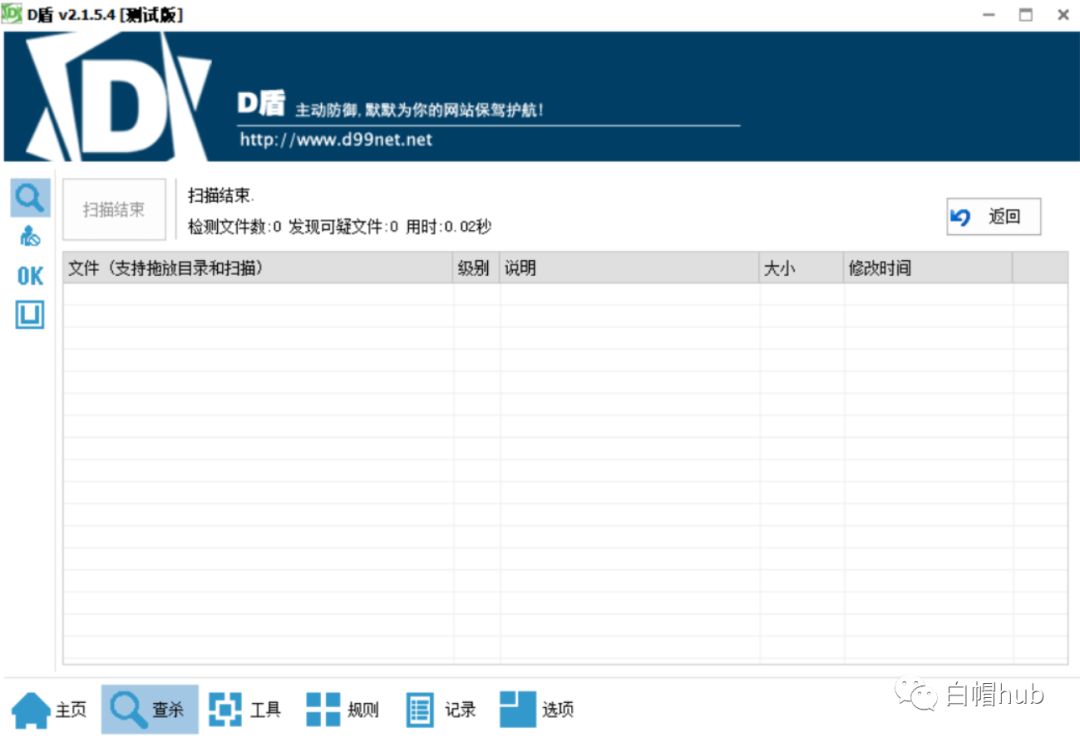 D盾 v2.1.5.4 [测试版]
D盾 主动防御,默默为你的网站保驾护航!
http://www.d99net.net
扫描结束
扫描结束.
检测文件数:0 发现可疑文件:0 用时:0.02秒
返回
OK
文件（支持拖放目录和扫描） 级别 说明 大小 修改时间
主页 查杀 工具 规则 记录 选项
白帽hub